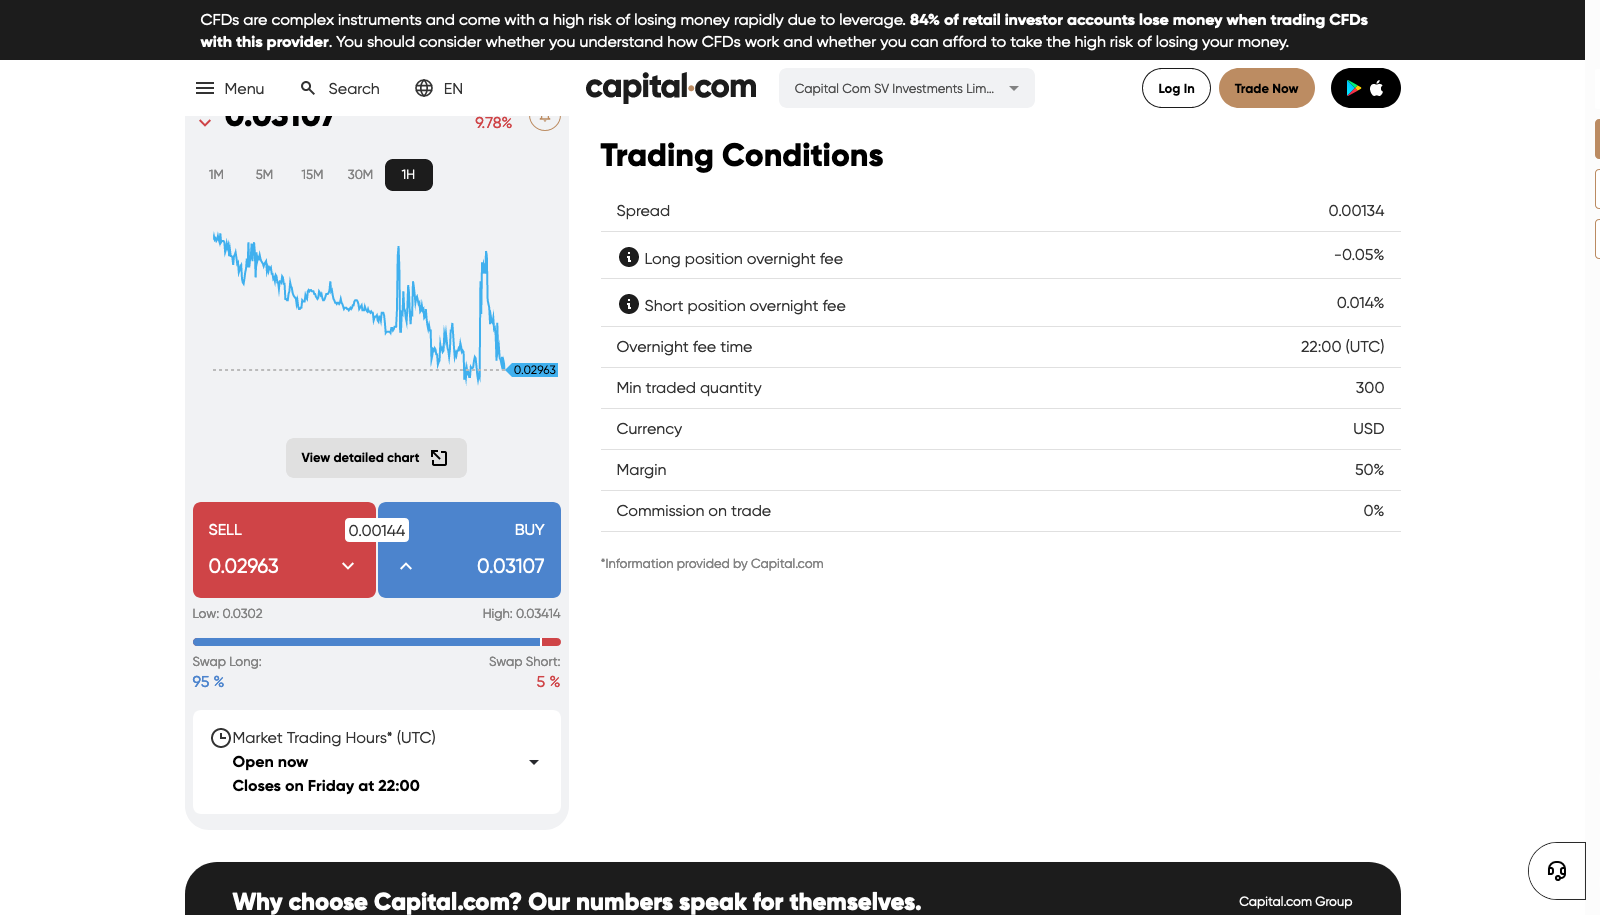 CFDs are complex instruments and come with a high risk of losing money rapidly due to leverage. 84% of retail investor accounts lose money when trading CFDs
with this provider. You should consider whether you understand how CFDs work and whether you can afford to take the high risk of losing your money.
Menu
Search
EN
capital.com
Capital Com SV Investments Lim...
Log In
Trade Now
0.03107
9.78%
1M
5M
15M
30M
1H
0.02963
View detailed chart
SELL
0.02963
0.00144
BUY
0.03107
Low: 0.0302
High: 0.03414
Swap Long:
95 %
Swap Short:
5 %
Market Trading Hours* (UTC)
Open now
Closes on Friday at 22:00
Trading Conditions
Spread 0.00134
Long position overnight fee -0.05%
Short position overnight fee 0.014%
Overnight fee time 22:00 (UTC)
Min traded quantity 300
Currency USD
Margin 50%
Commission on trade 0%
*Information provided by Capital.com
Why choose Capital.com? Our numbers speak for themselves.
Capital.com Group